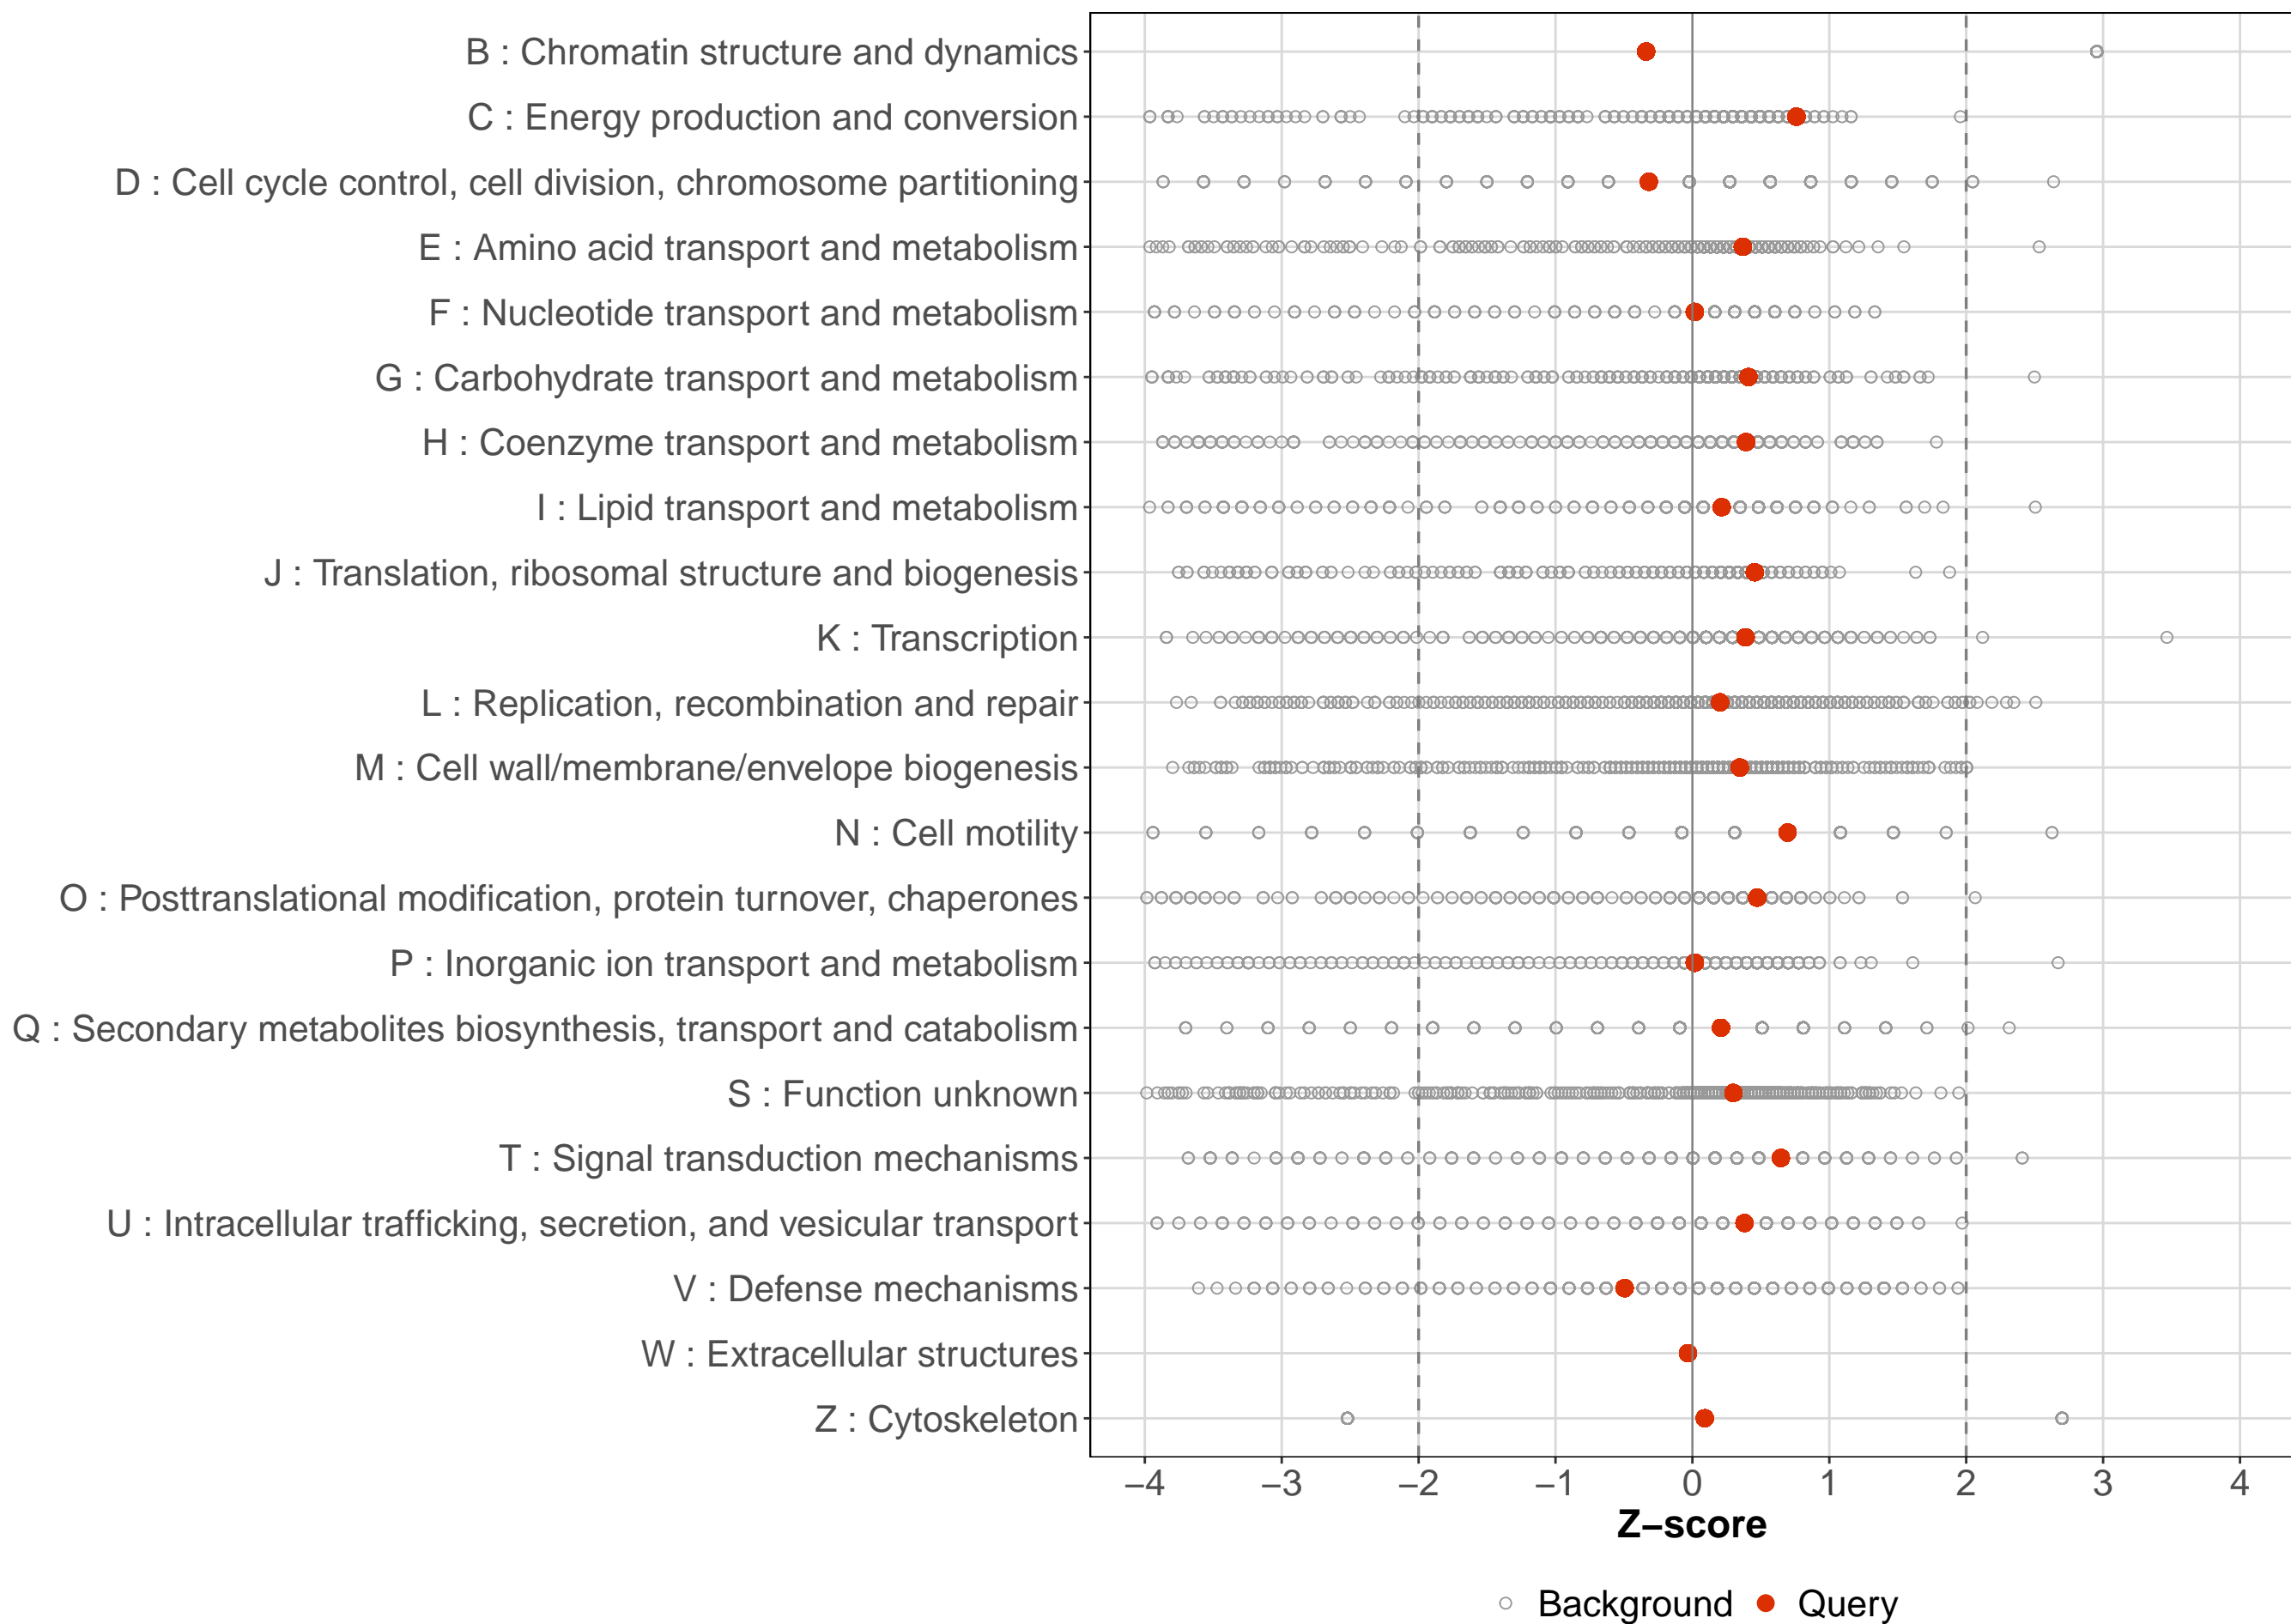 B : Chromatin structure and dynamics
C : Energy production and conversion
D : Cell cycle control, cell division, chromosome partitioning
E : Amino acid transport and metabolism
F : Nucleotide transport and metabolism
G : Carbohydrate transport and metabolism
H : Coenzyme transport and metabolism
I : Lipid transport and metabolism
J : Translation, ribosomal structure and biogenesis
K : Transcription
L : Replication, recombination and repair
M : Cell wall/membrane/envelope biogenesis
N : Cell motility
O : Posttranslational modification, protein turnover, chaperones
P : Inorganic ion transport and metabolism
Q : Secondary metabolites biosynthesis, transport and catabolism
S : Function unknown
T : Signal transduction mechanisms
U : Intracellular trafficking, secretion, and vesicular transport
V : Defense mechanisms
W : Extracellular structures
Z : Cytoskeleton
−4 −3 −2 −1 0 1 2 3 4
Z−score
Background Query